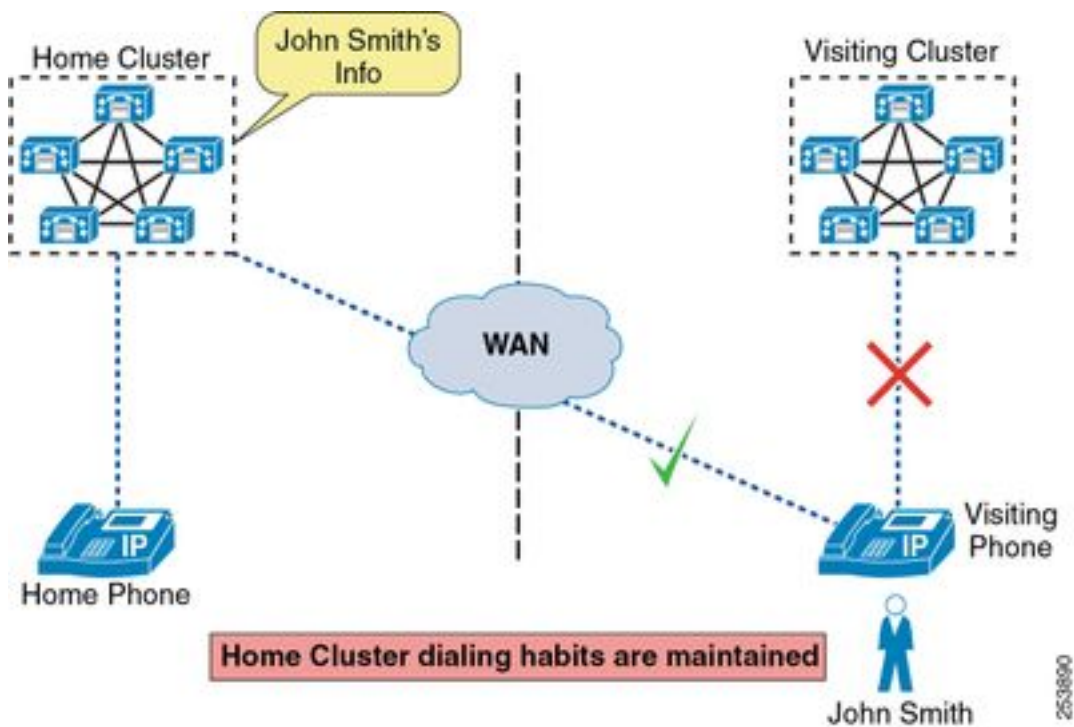 John Smith's
Info
Home Cluster
Visiting Cluster
WAN
IP
Home Phone
IP
Visiting
Phone
Home Cluster dialing habits are maintained
John Smith
253890